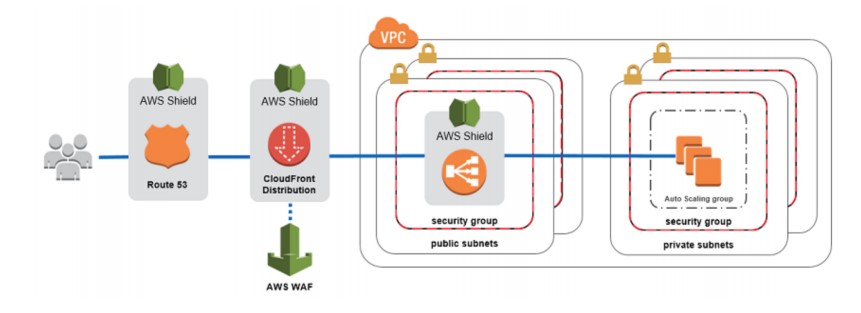 VPC
AWS Shield
Route 53
AWS Shield
CloudFront
Distribution
AWS WAF
AWS Shield
security group
public subnets
Auto Scaling group
security group
private subnets